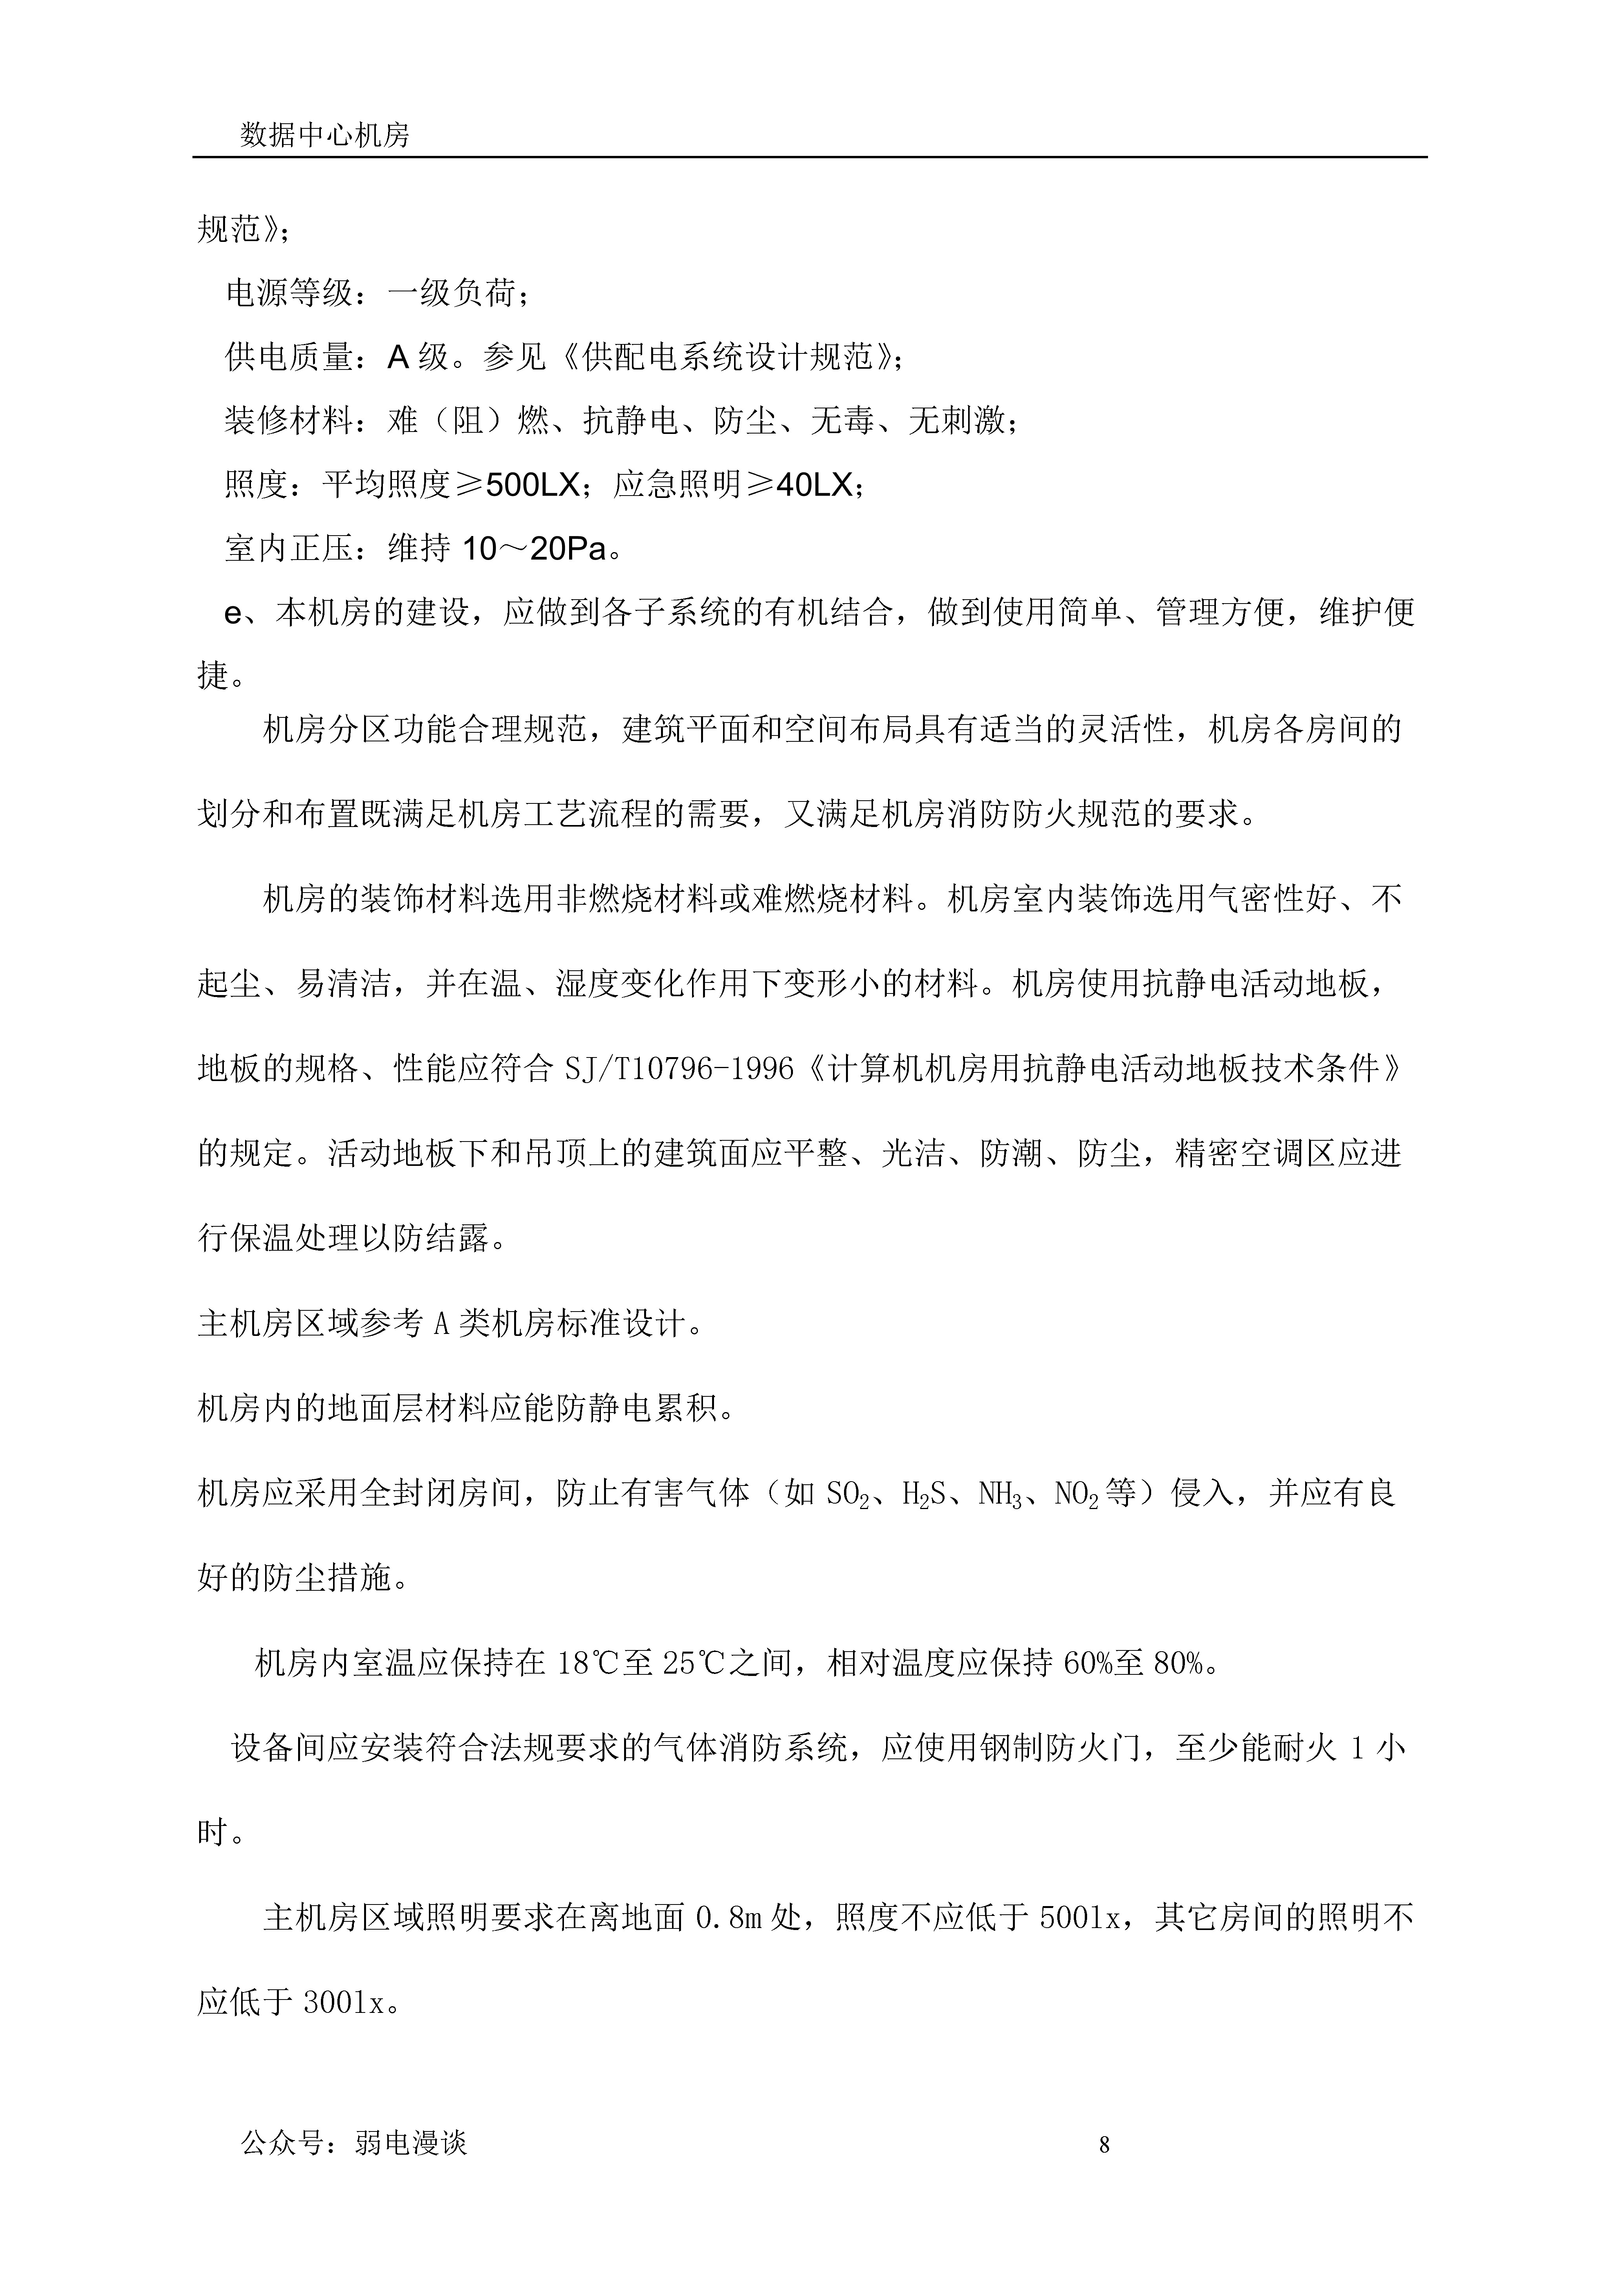 数据中心机房
规范》；
电源等级：一级负荷；
供电质量：A 级。参见《供配电系统设计规范》；
装修材料：难（阻）燃、抗静电、防尘、无毒、无刺激；
照度：平均照度≥500LX；应急照明≥40LX；
室内正压：维持 10～20Pa。
e、本机房的建设，应做到各子系统的有机结合，做到使用简单、管理方便，维护便
捷。
机房分区功能合理规范，建筑平面和空间布局具有适当的灵活性，机房各房间的
划分和布置既满足机房工艺流程的需要，又满足机房消防防火规范的要求。
机房的装饰材料选用非燃烧材料或难燃烧材料。机房室内装饰选用气密性好、不
起尘、易清洁，并在温、湿度变化作用下变形小的材料。机房使用抗静电活动地板，
地板的规格、性能应符合 SJ/T10796-1996《计算机机房用抗静电活动地板技术条件》
的规定。活动地板下和吊顶上的建筑面应平整、光洁、防潮、防尘，精密空调区应进
行保温处理以防结露。
主机房区域参考 A 类机房标准设计。
机房内的地面层材料应能防静电累积。
机房应采用全封闭房间，防止有害气体（如 SO₂、H₂S、NH₃、NO₂ 等）侵入，并应有良
好的防尘措施。
机房内室温应保持在 18℃至 25℃之间，相对温度应保持 60%至 80%。
设备间应安装符合法规要求的气体消防系统，应使用钢制防火门，至少能耐火 1 小
时。
主机房区域照明要求在离地面 0.8m 处，照度不应低于 500lx，其它房间的照明不
应低于 300lx。
公众号：弱电漫谈 8